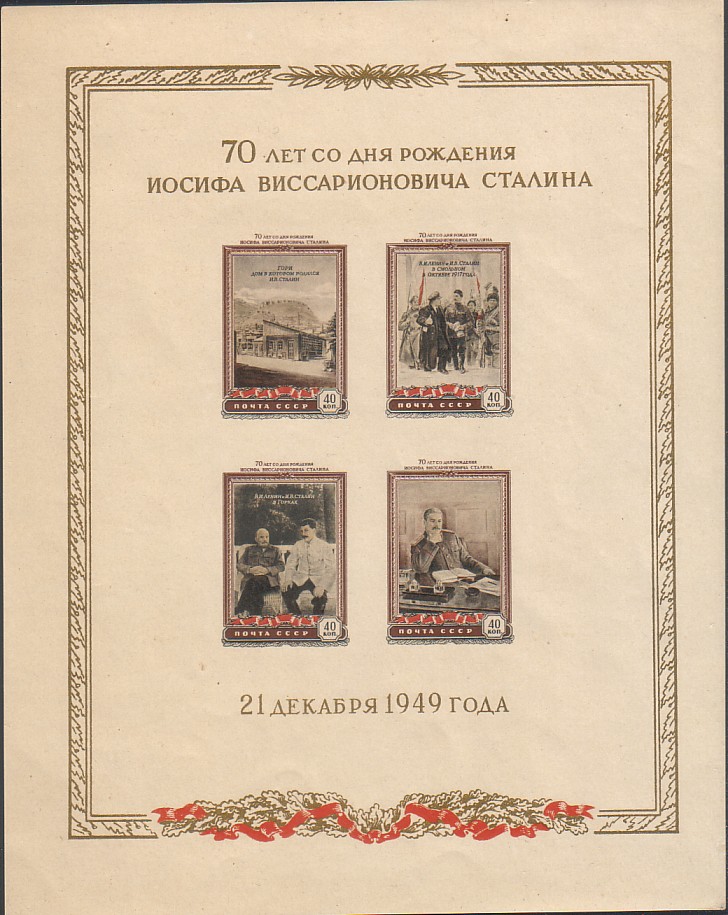 70 ЛЕТ СО ДНЯ РОЖДЕНИЯ
ИОСИФА ВИССАРИОНОВИЧА СТАЛИНА
70 ЛЕТ СО ДНЯ РОЖДЕНИЯ
ИОСИФА ВИССАРИОНОВИЧА СТАЛИНА
ГОРИ
ДОМ В КОТОРОМ РОДИЛСЯ
И.В. СТАЛИН
ПОЧТА СССР
40
КОП.
70 ЛЕТ СО ДНЯ РОЖДЕНИЯ
ИОСИФА ВИССАРИОНОВИЧА СТАЛИНА
В.И. ЛЕНИН И И.В. СТАЛИН
В СМОЛЬНОМ
В ОКТЯБРЕ 1917 ГОДА
ПОЧТА СССР
40
КОП.
70 ЛЕТ СО ДНЯ РОЖДЕНИЯ
ИОСИФА ВИССАРИОНОВИЧА СТАЛИНА
В.И. ЛЕНИН И И.В. СТАЛИН
В ГОРКАХ
ПОЧТА СССР
40
КОП.
70 ЛЕТ СО ДНЯ РОЖДЕНИЯ
ИОСИФА ВИССАРИОНОВИЧА СТАЛИНА
ПОЧТА СССР
40
КОП.
21 ДЕКАБРЯ 1949 ГОДА